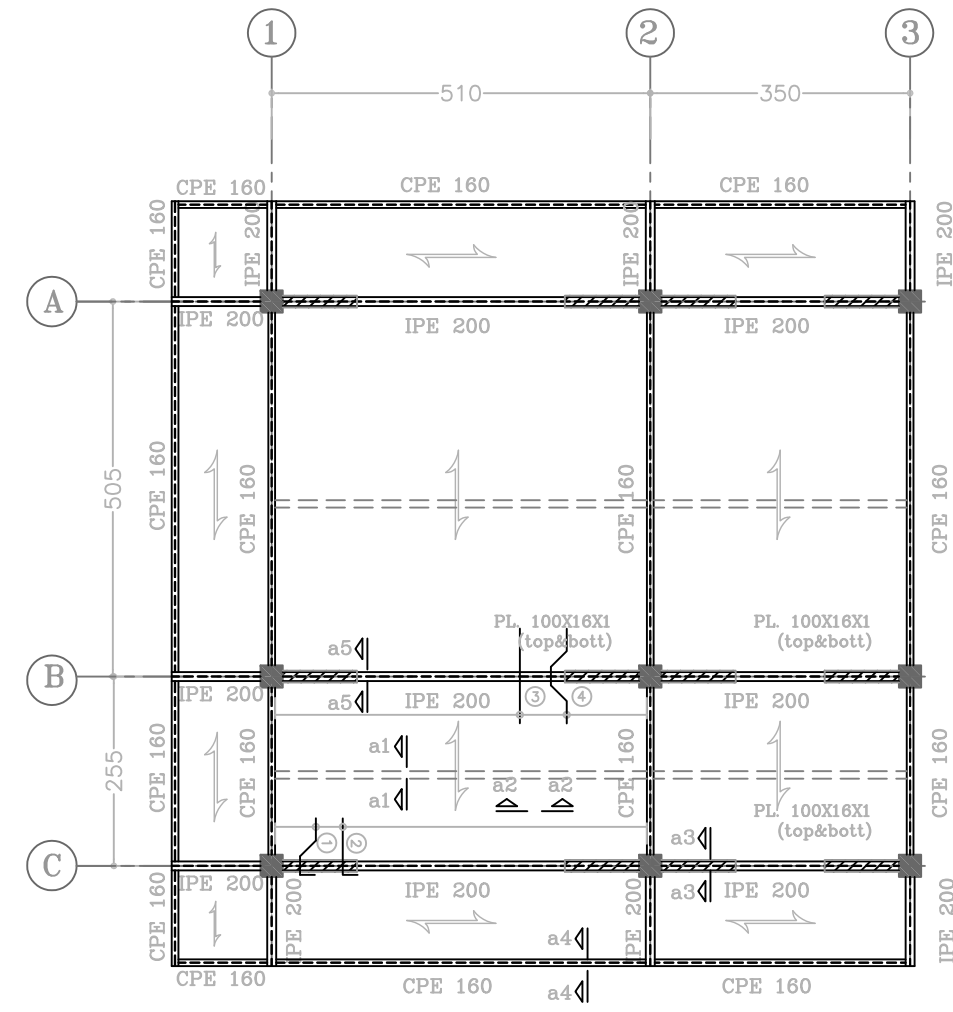 1 2 3
510 350
CPE 160 CPE 160 CPE 160
CPE 160 IPE 200 IPE 200 IPE 200
A
IPE 200 IPE 200 IPE 200
505
CPE 160 CPE 160 CPE 160 CPE 160
PL. 100X16X1 PL. 100X16X1
(top&bott) (top&bott)
a5
B
IPE 200 a5 IPE 200 3 4 IPE 200
a1
255
CPE 160 CPE 160 CPE 160 CPE 160
a1 a2 a2
PL. 100X16X1
(top&bott)
1 2 a3
C
IPE 200 IPE 200 a3 IPE 200
CPE 160 IPE 200 IPE 200 IPE 200
a4
CPE 160 CPE 160 CPE 160
a4